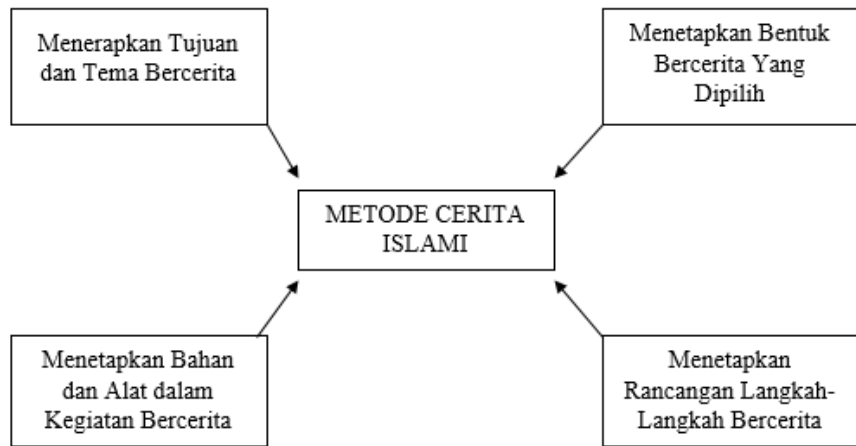 Menerapkan Tujuan
dan Tema Bercerita
Menetapkan Bentuk
Bercerita Yang
Dipilih
METODE CERITA
ISLAMI
Menetapkan Bahan
dan Alat dalam
Kegiatan Bercerita
Menetapkan
Rancangan Langkah-
Langkah Bercerita